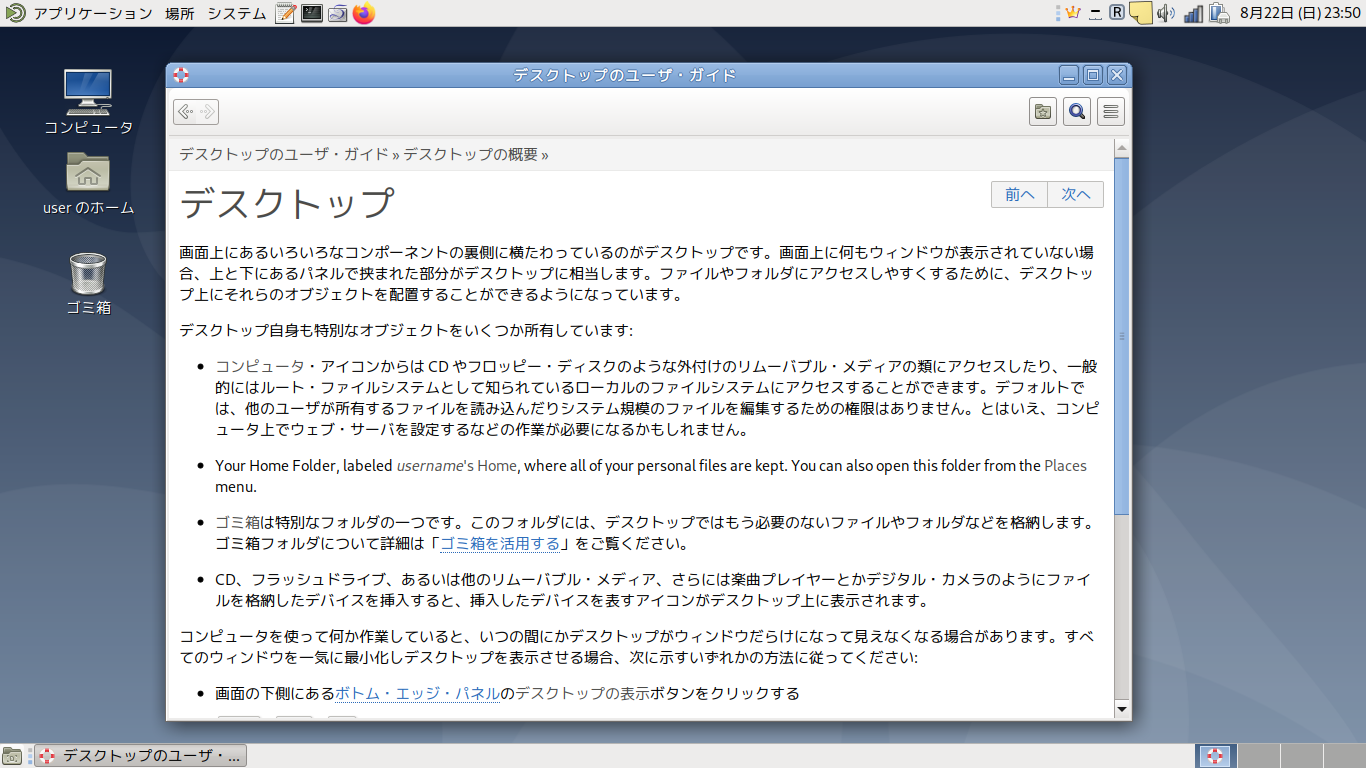 アプリケーション 場所 システム R 8月22日 (日) 23:50
コンピュータ
user のホーム
ゴミ箱
デスクトップのユーザ・ガイド
デスクトップのユーザ・ガイド » デスクトップの概要 »
デスクトップ
前へ 次へ
画面上にあるいろいろなコンポーネントの裏側に横たわっているのがデスクトップです。画面上に何もウィンドウが表示されていない場
合、上と下にあるパネルで挟まれた部分がデスクトップに相当します。ファイルやフォルダにアクセスしやすくするために、デスクトッ
プ上にそれらのオブジェクトを配置することができるようになっています。
デスクトップ自身も特別なオブジェクトをいくつか所有しています:
• コンピュータ・アイコンからは CD やフロッピー・ディスクのような外付けのリムーバブル・メディアの類にアクセスしたり、一般
的にはルート・ファイルシステムとして知られているローカルのファイルシステムにアクセスすることができます。デフォルトで
は、他のユーザが所有するファイルを読み込んだりシステム規模のファイルを編集するための権限はありません。とはいえ、コンピ
ュータ上でウェブ・サーバを設定するなどの作業が必要になるかもしれません。
• Your Home Folder, labeled username's Home, where all of your personal files are kept. You can also open this folder from the Places
menu.
• ゴミ箱は特別なフォルダの一つです。このフォルダには、デスクトップではもう必要のないファイルやフォルダなどを格納します。
ゴミ箱フォルダについて詳細は「ゴミ箱を活用する」をご覧ください。
• CD、フラッシュドライブ、あるいは他のリムーバブル・メディア、さらには楽曲プレイヤーとかデジタル・カメラのようにファイ
ルを格納したデバイスを挿入すると、挿入したデバイスを表すアイコンがデスクトップ上に表示されます。
コンピュータを使って何か作業していると、いつの間にかデスクトップがウィンドウだらけになって見えなくなる場合があります。すべ
てのウィンドウを一気に最小化しデスクトップを表示させる場合、次に示すいずれかの方法に従ってください:
• 画面の下側にあるボトム・エッジ・パネルのデスクトップの表示ボタンをクリックする
デスクトップのユーザ・...